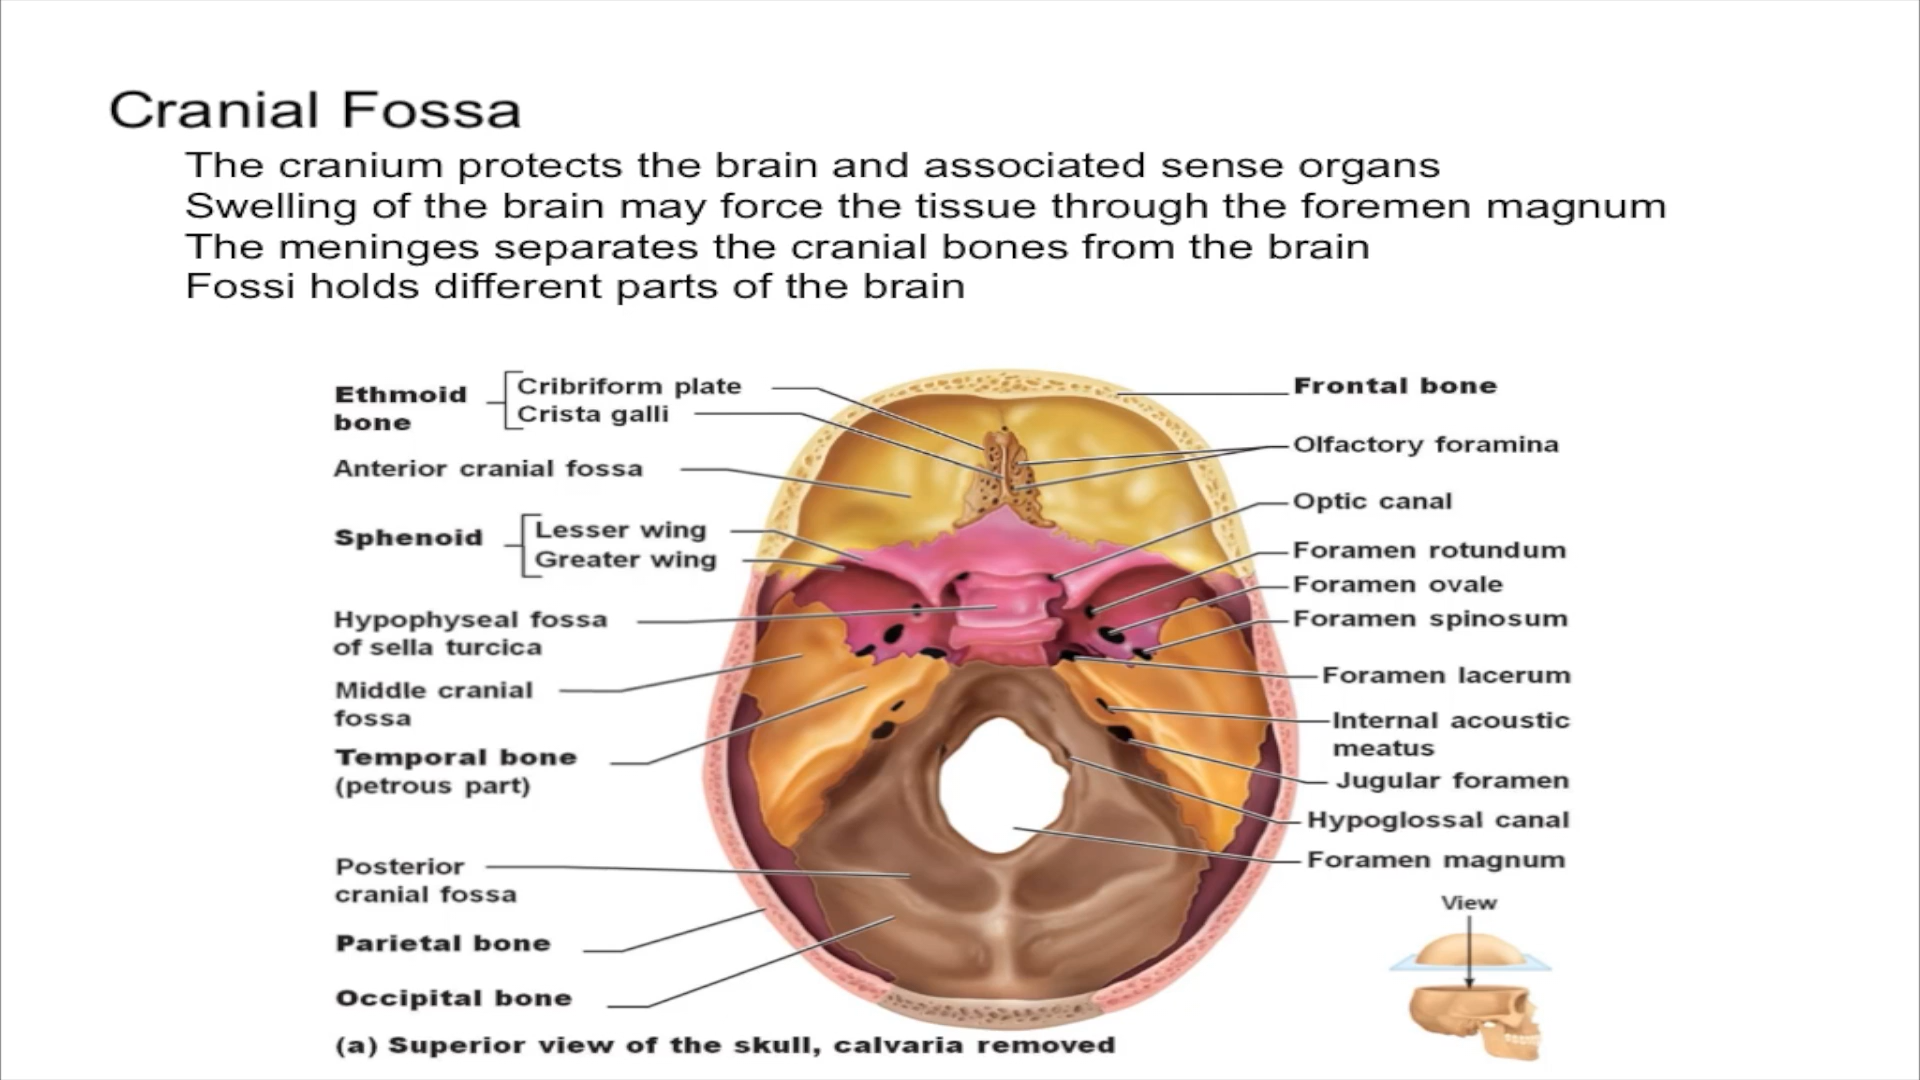 Cranial Fossa
The cranium protects the brain and associated sense organs
Swelling of the brain may force the tissue through the foremen magnum
The meninges separates the cranial bones from the brain
Fossi holds different parts of the brain
Ethmoid
bone
Cribriform plate
Crista galli
Anterior cranial fossa
Sphenoid
Lesser wing
Greater wing
Hypophyseal fossa
of sella turcica
Middle cranial
fossa
Temporal bone
(petrous part)
Posterior
cranial fossa
Parietal bone
Occipital bone
Frontal bone
Olfactory foramina
Optic canal
Foramen rotundum
Foramen ovale
Foramen spinosum
Foramen lacerum
Internal acoustic
meatus
Jugular foramen
Hypoglossal canal
Foramen magnum
View
(a) Superior view of the skull, calvaria removed